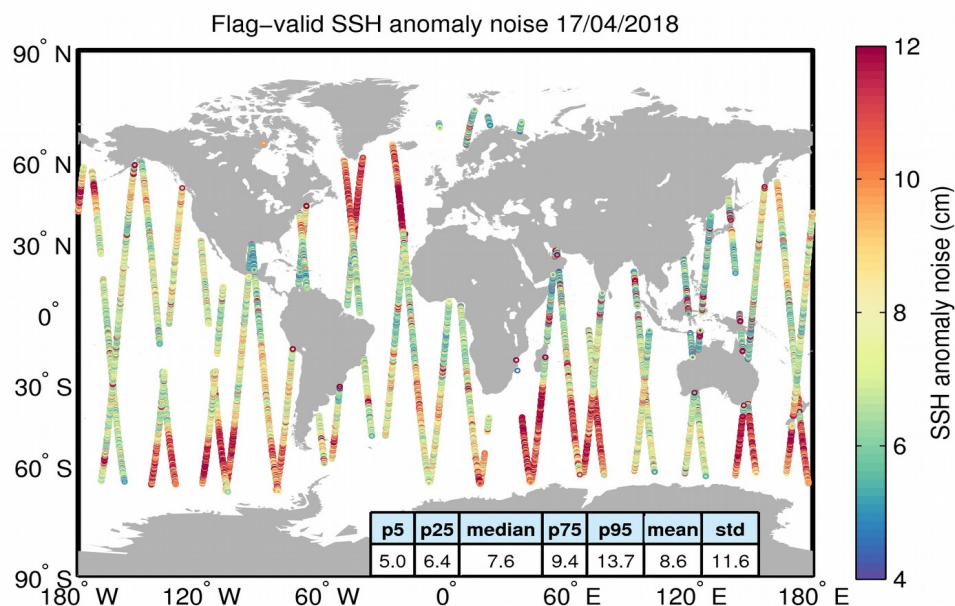 Flag–valid SSH anomaly noise 17/04/2018
90° N
60° N
30° N
0°
30° S
60° S
90° S
180° W
120° W
60° W
0°
60° E
120° E
180° E
p5 p25 median p75 p95 mean std
5.0 6.4 7.6 9.4 13.7 8.6 11.6
12
10
8
6
4
SSH anomaly noise (cm)